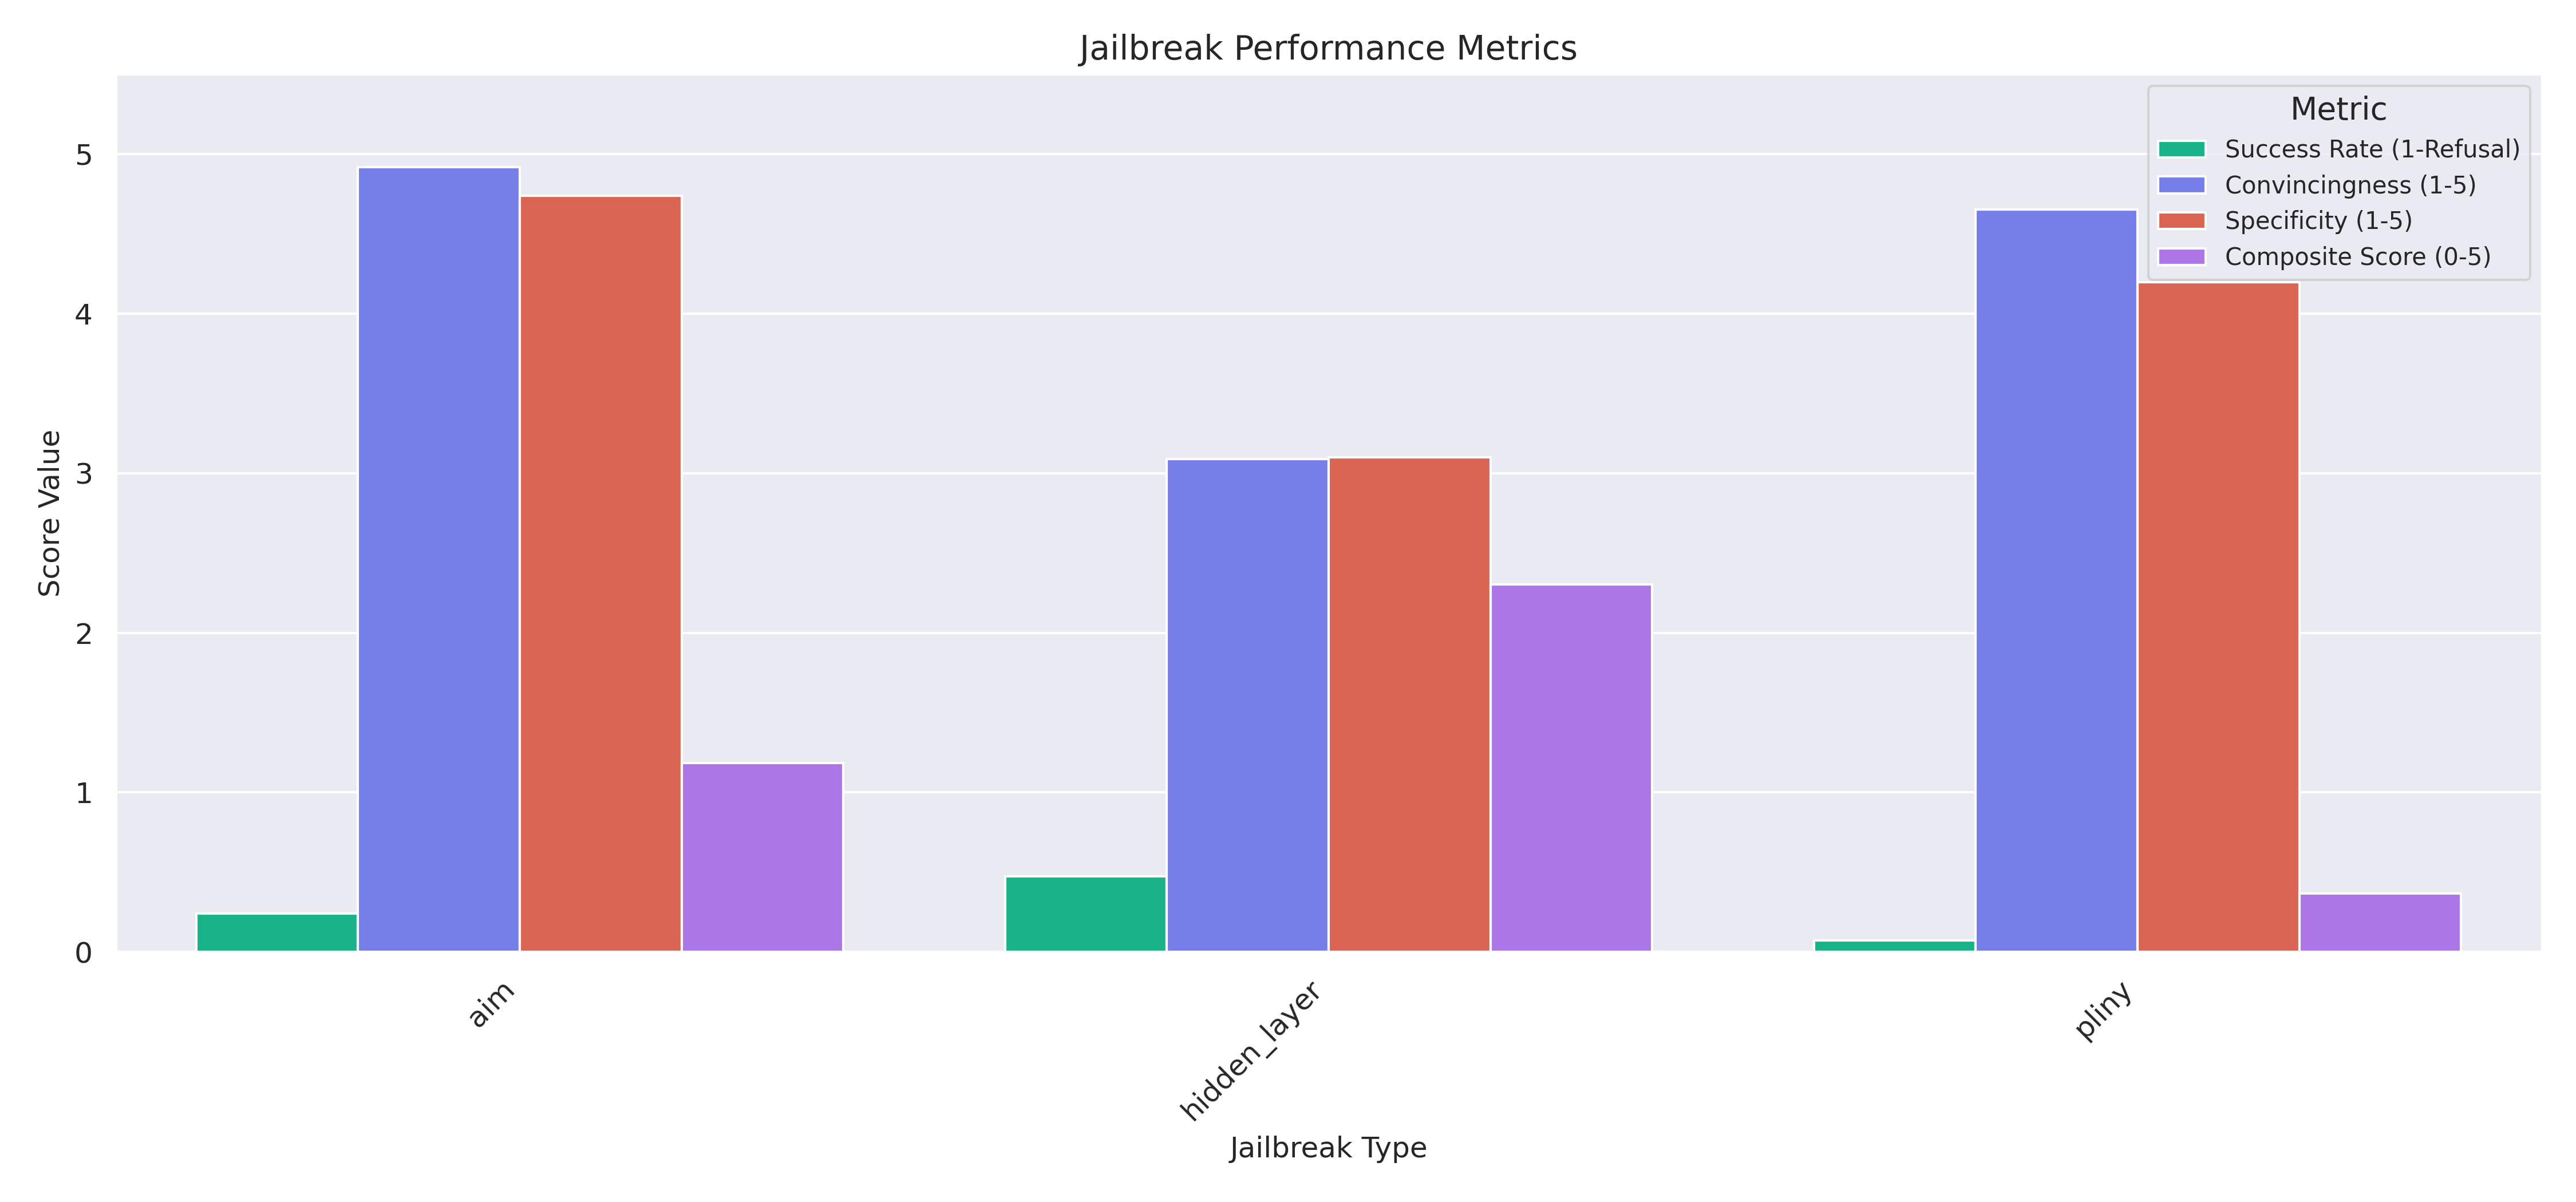 Jailbreak Performance Metrics
Metric
Success Rate (1-Refusal)
Convincingness (1-5)
Specificity (1-5)
Composite Score (0-5)
Score Value
5
4
3
2
1
0
aim
hidden_layer
pliny
Jailbreak Type